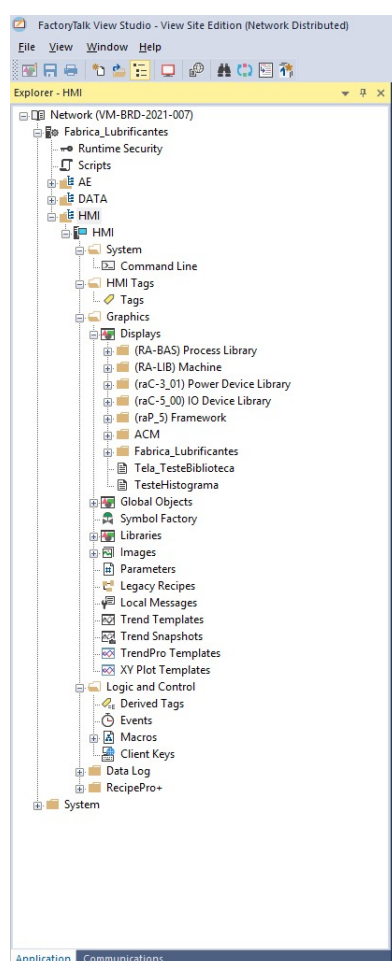 FactoryTalk View Studio - View Site Edition (Network Distributed)
File View Window Help
Explorer - HMI
Network (VM-BRD-2021-007)
Fabrica_Lubrificantes
Runtime Security
Scripts
AE
DATA
HMI
HMI
System
Command Line
HMI Tags
Tags
Graphics
Displays
(RA-BAS) Process Library
(RA-LIB) Machine
(raC-3_01) Power Device Library
(raC-5_00) IO Device Library
(raP_5) Framework
ACM
Fabrica_Lubrificantes
Tela_TesteBiblioteca
TesteHistograma
Global Objects
Symbol Factory
Libraries
Images
Parameters
Legacy Recipes
Local Messages
Trend Templates
Trend Snapshots
TrendPro Templates
XY Plot Templates
Logic and Control
Derived Tags
Events
Macros
Client Keys
Data Log
RecipePro+
System
Application Communications